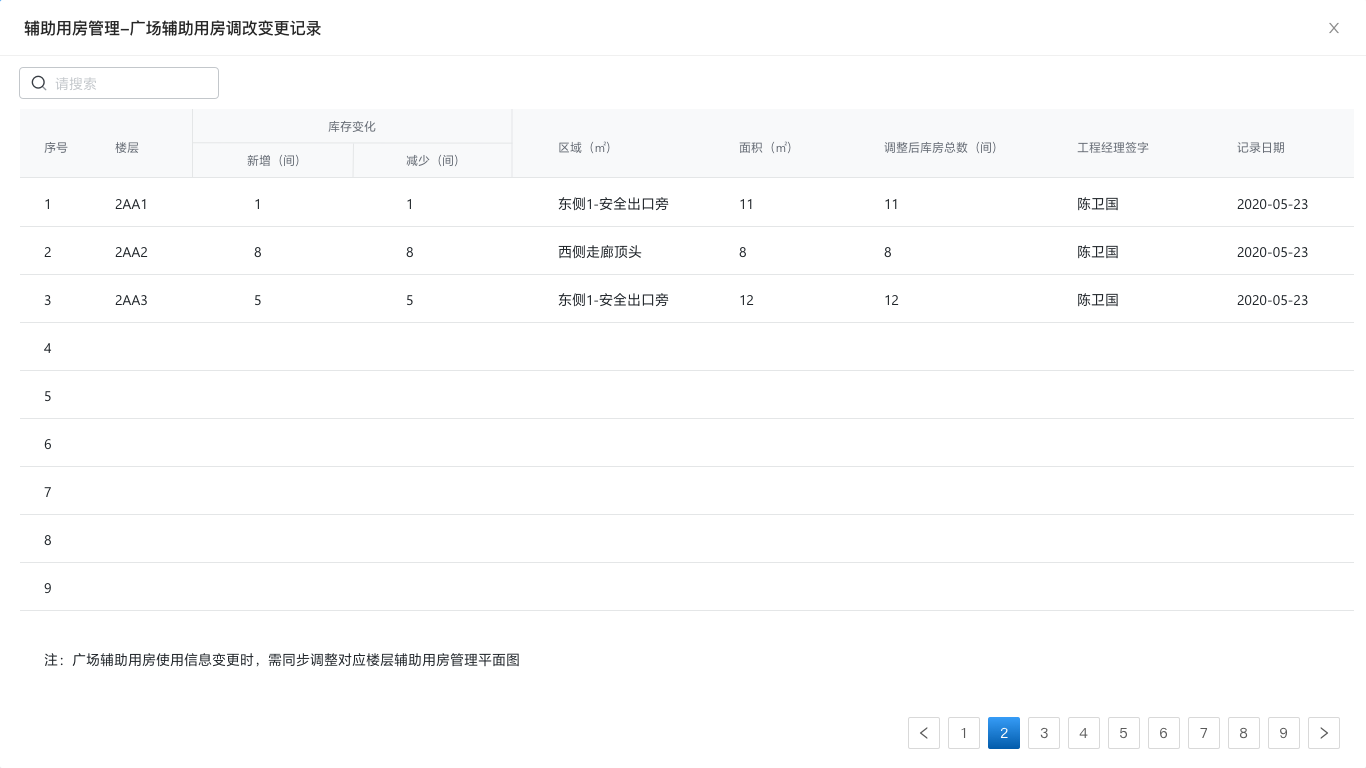 辅助用房管理–广场辅助用房调改变更记录
请搜索
库存变化
序号 楼层 区域（㎡） 面积（㎡） 调整后库房总数（间） 工程经理签字 记录日期
新增（间） 减少（间）
1 2AA1 1 1 东侧1-安全出口旁 11 11 陈卫国 2020-05-23
2 2AA2 8 8 西侧走廊顶头 8 8 陈卫国 2020-05-23
3 2AA3 5 5 东侧1-安全出口旁 12 12 陈卫国 2020-05-23
4
5
6
7
8
9
注：广场辅助用房使用信息变更时，需同步调整对应楼层辅助用房管理平面图
1 2 3 4 5 6 7 8 9